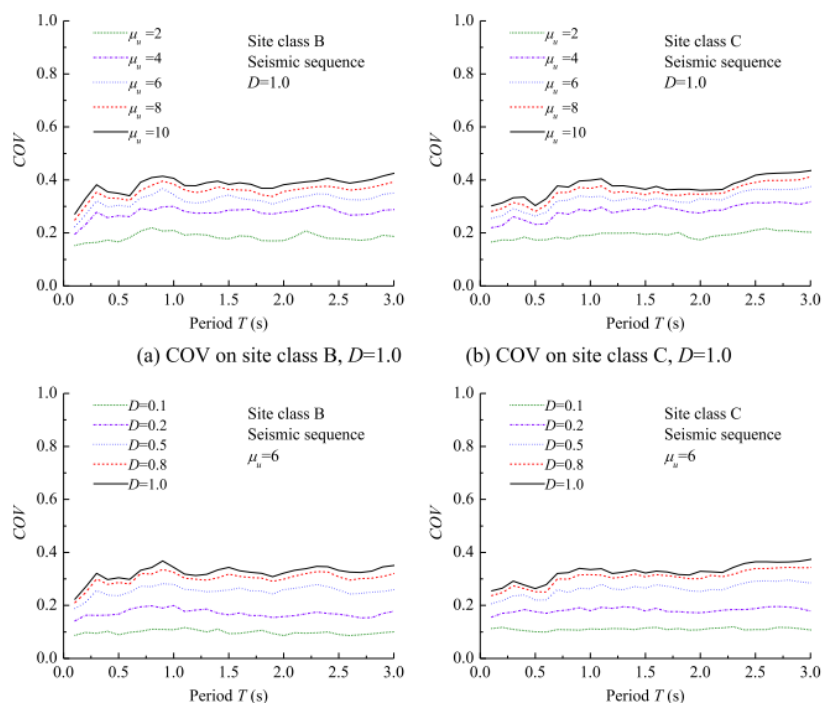 1.0
0.8
0.6
0.4
0.2
0.0
COV
μu =2
μu =4
μu =6
μu =8
μu =10
Site class B
Seismic sequence
D=1.0
0.0 0.5 1.0 1.5 2.0 2.5 3.0
Period T (s)
(a) COV on site class B, D=1.0
1.0
0.8
0.6
0.4
0.2
0.0
COV
μu =2
μu =4
μu =6
μu =8
μu =10
Site class C
Seismic sequence
D=1.0
0.0 0.5 1.0 1.5 2.0 2.5 3.0
Period T (s)
(b) COV on site class C, D=1.0
1.0
0.8
0.6
0.4
0.2
0.0
COV
D=0.1
D=0.2
D=0.5
D=0.8
D=1.0
Site class B
Seismic sequence
μu=6
0.0 0.5 1.0 1.5 2.0 2.5 3.0
Period T (s)
1.0
0.8
0.6
0.4
0.2
0.0
COV
D=0.1
D=0.2
D=0.5
D=0.8
D=1.0
Site class C
Seismic sequence
μu=6
0.0 0.5 1.0 1.5 2.0 2.5 3.0
Period T (s)